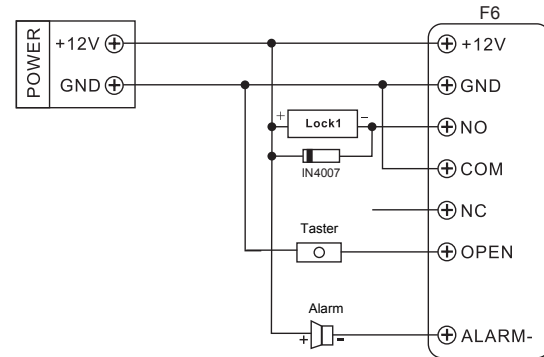 F6
POWER
+12V
GND
+12V
GND
+ Lock1 −
NO
IN4007
COM
NC
Taster
OPEN
Alarm
+ -
ALARM-